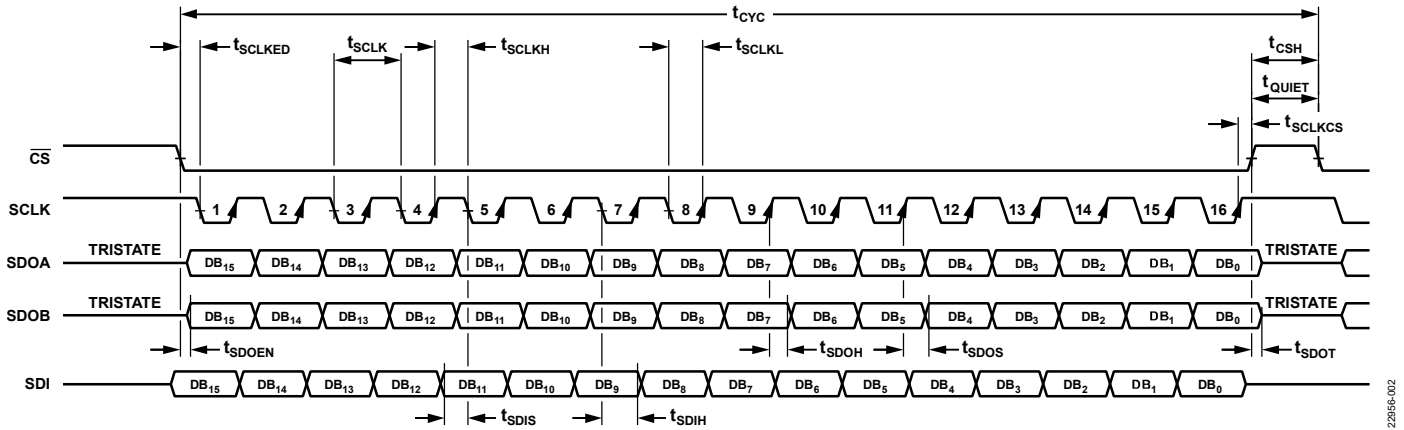 tCYC
tSCLKED tSCLK tSCLKH tSCLKL tCSH
tQUIET
tSCLKCS
CS
SCLK 1 2 3 4 5 6 7 8 9 10 11 12 13 14 15 16
TRISTATE TRISTATE
SDOA DB15 DB14 DB13 DB12 DB11 DB10 DB9 DB8 DB7 DB6 DB5 DB4 DB3 DB2 DB1 DB0
TRISTATE TRISTATE
SDOB DB15 DB14 DB13 DB12 DB11 DB10 DB9 DB8 DB7 DB6 DB5 DB4 DB3 DB2 DB1 DB0
tSDOEN tSDOH tSDOS tSDOT
SDI DB15 DB14 DB13 DB12 DB11 DB10 DB9 DB8 DB7 DB6 DB5 DB4 DB3 DB2 DB1 DB0
tSDIS tSDIH
22956-002